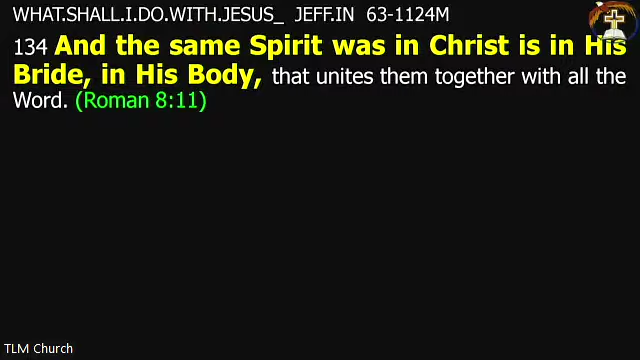 WHAT.SHALL.I.DO.WITH.JESUS_ JEFF.IN 63-1124M
134 And the same Spirit was in Christ is in His
Bride, in His Body, that unites them together with all the
Word. (Roman 8:11)
TLM Church